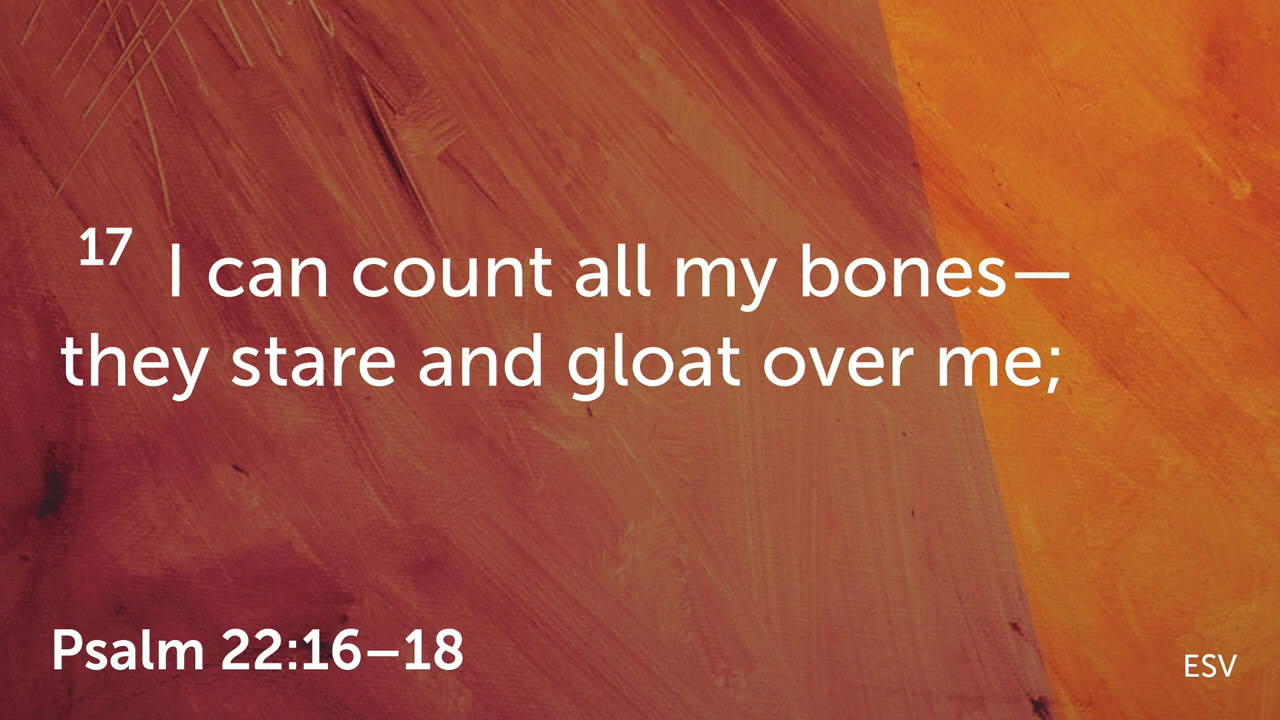 17 I can count all my bones—
they stare and gloat over me;
Psalm 22:16–18
ESV